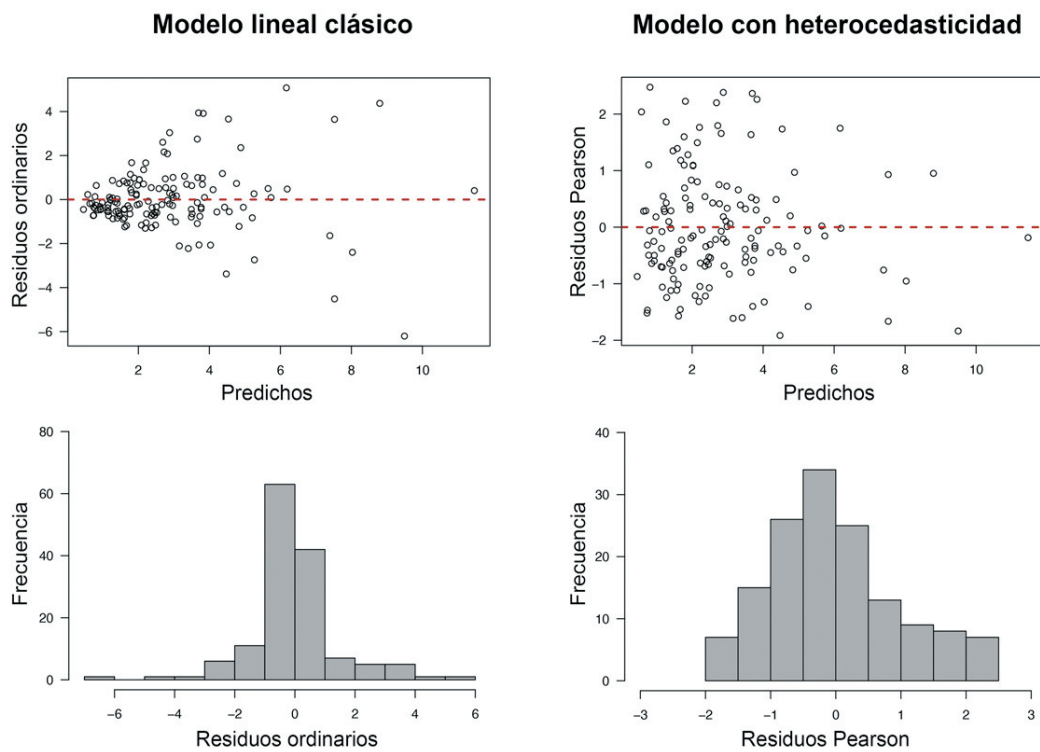 Modelo lineal clásico
Modelo con heterocedasticidad
Residuos ordinarios
4
2
0
−2
−4
−6
2 4 6 8 10
Predichos
Residuos Pearson
2
1
0
−1
−2
2 4 6 8 10
Predichos
Frecuencia
80
60
40
20
0
−6 −4 −2 0 2 4 6
Residuos ordinarios
Frecuencia
40
30
20
10
0
−3 −2 −1 0 1 2 3
Residuos Pearson